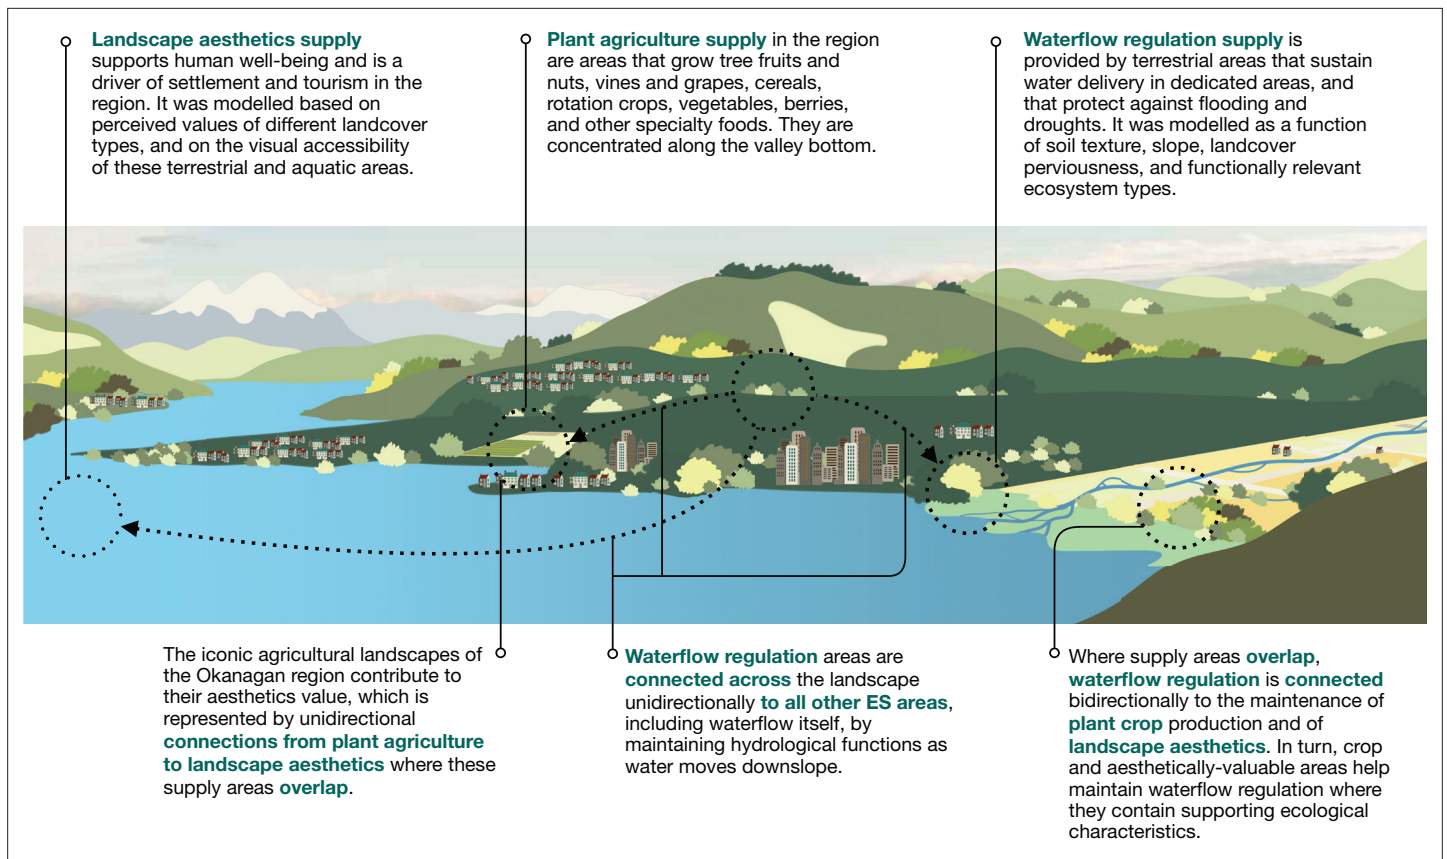 Landscape aesthetics supply
supports human well-being and is a
driver of settlement and tourism in the
region. It was modelled based on
perceived values of different landcover
types, and on the visual accessibility
of these terrestrial and aquatic areas.
Plant agriculture supply in the region
are areas that grow tree fruits and
nuts, vines and grapes, cereals,
rotation crops, vegetables, berries,
and other specialty foods. They are
concentrated along the valley bottom.
Waterflow regulation supply is
provided by terrestrial areas that sustain
water delivery in dedicated areas, and
that protect against flooding and
droughts. It was modelled as a function
of soil texture, slope, landcover
perviousness, and functionally relevant
ecosystem types.
The iconic agricultural landscapes of
the Okanagan region contribute to
their aesthetics value, which is
represented by unidirectional
connections from plant agriculture
to landscape aesthetics where these
supply areas overlap.
Waterflow regulation areas are
connected across the landscape
unidirectionally to all other ES areas,
including waterflow itself, by
maintaining hydrological functions as
water moves downslope.
Where supply areas overlap,
waterflow regulation is connected
bidirectionally to the maintenance of
plant crop production and of
landscape aesthetics. In turn, crop
and aesthetically-valuable areas help
maintain waterflow regulation where
they contain supporting ecological
characteristics.